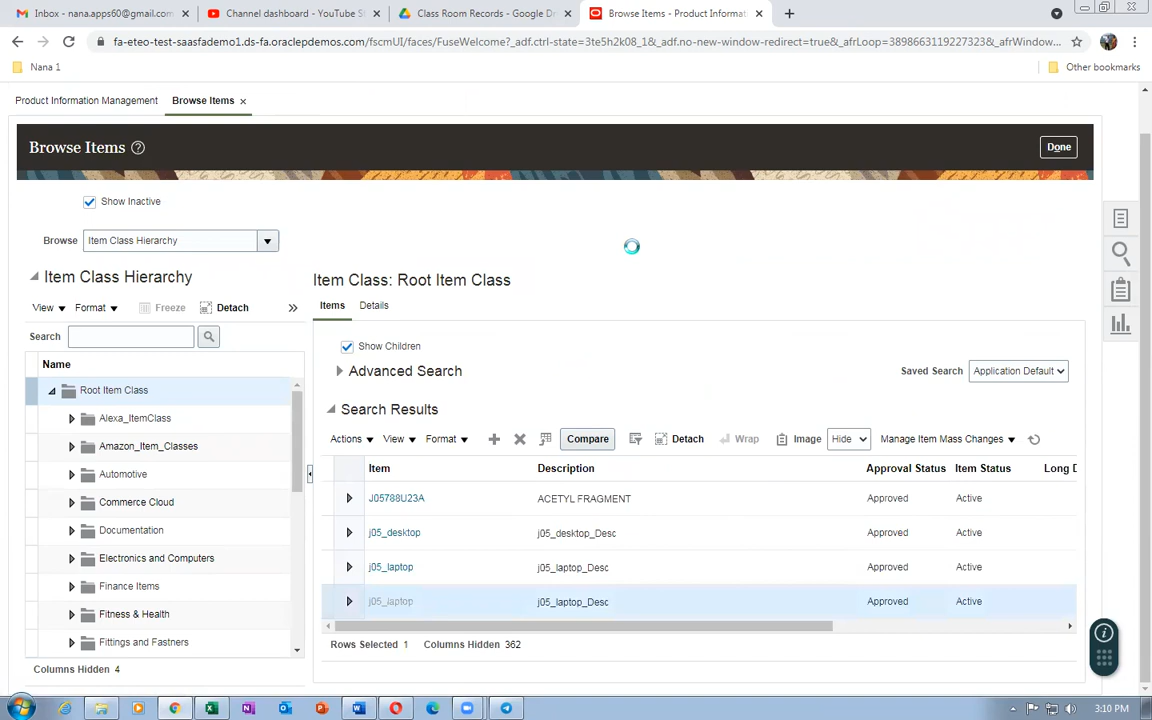 Inbox - nana.apps60@gmail.com
Channel dashboard - YouTube S
Class Room Records - Google D
Browse Items - Product Informat
fa-eteo-test-saasfademo1.ds-fa.oraclepdemos.com/fscmUI/faces/FuseWelcome?_adf.ctrl-state=3te5h2k08_1&_adf.no-new-window-redirect=true&_afrLoop=38986631192273238&_afrWindow...
Nana 1
Other bookmarks
Product Information Management
Browse Items
Browse Items
Done
Show Inactive
Browse
Item Class Hierarchy
Item Class Hierarchy
View
Format
Freeze
Detach
Search
Name
Root Item Class
Alexa_ItemClass
Amazon_Item_Classes
Automotive
Commerce Cloud
Documentation
Electronics and Computers
Finance Items
Fitness & Health
Fittings and Fastners
Columns Hidden 4
Item Class: Root Item Class
Items
Details
Show Children
Advanced Search
Saved Search
Application Default
Search Results
Actions
View
Format
Compare
Detach
Wrap
Image
Hide
Manage Item Mass Changes
Item
Description
Approval Status
Item Status
Long D
J05788U23A
ACETYL FRAGMENT
Approved
Active
j05_desktop
j05_desktop_Desc
Approved
Active
j05_laptop
j05_laptop_Desc
Approved
Active
j05_laptop
j05_laptop_Desc
Approved
Active
Rows Selected 1
Columns Hidden 362
3:10 PM